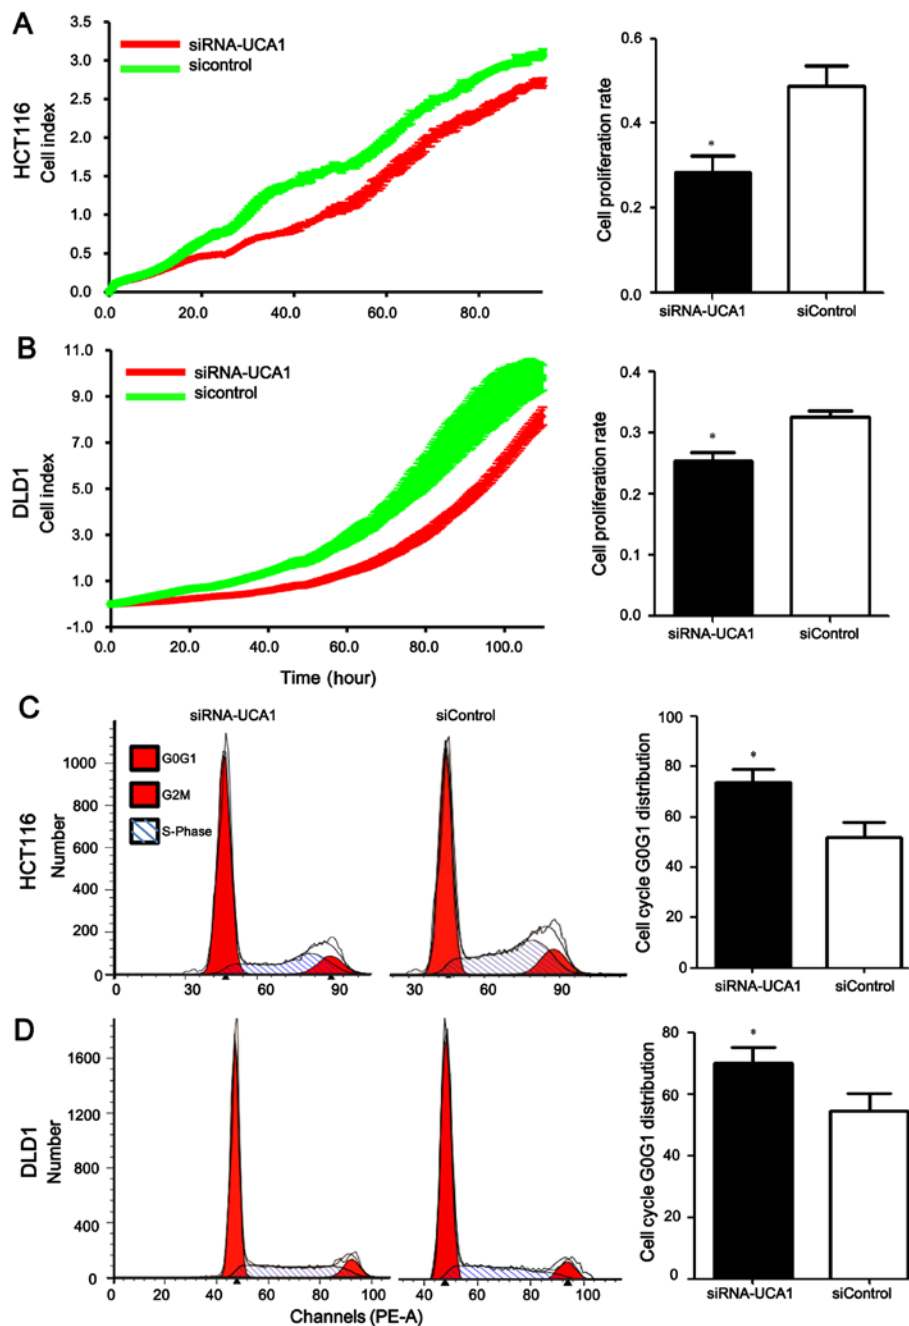 A
HCT116
Cell index
3.5
3.0
2.5
2.0
1.5
1.0
0.5
0.0
siRNA-UCA1
sicontrol
0.0 20.0 40.0 60.0 80.0
Cell proliferation rate
0.6
0.4
0.2
0.0
*
siRNA-UCA1 siControl
B
DLD1
Cell index
11.0
9.0
7.0
5.0
3.0
1.0
-1.0
siRNA-UCA1
sicontrol
0.0 20.0 40.0 60.0 80.0 100.0
Time (hour)
Cell proliferation rate
0.4
0.3
0.2
0.1
0.0
*
siRNA-UCA1 siControl
C
siRNA-UCA1 siControl
HCT116
Number
1000
800
600
400
200
0
G0G1
G2M
S-Phase
0 30 60 90
30 60 90
Cell cycle G0G1 distribution
100
80
60
40
20
0
*
siRNA-UCA1 siControl
D
DLD1
Number
1600
1200
800
400
0
0 20 40 60 80 100
40 60 80 100
Channels (PE-A)
Cell cycle G0G1 distribution
80
60
40
20
0
*
siRNA-UCA1 siControl